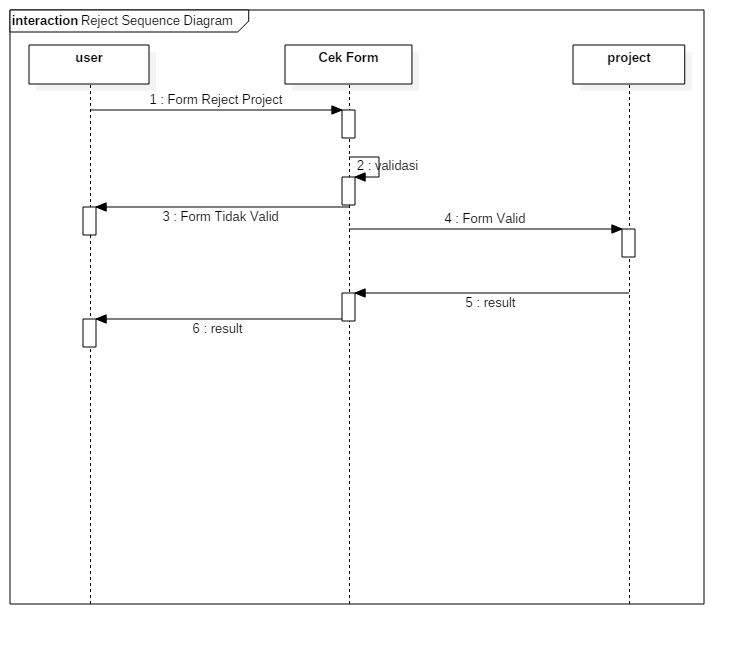 interaction Reject Sequence Diagram
user
Cek Form
project
1 : Form Reject Project
2 : validasi
3 : Form Tidak Valid
4 : Form Valid
5 : result
6 : result